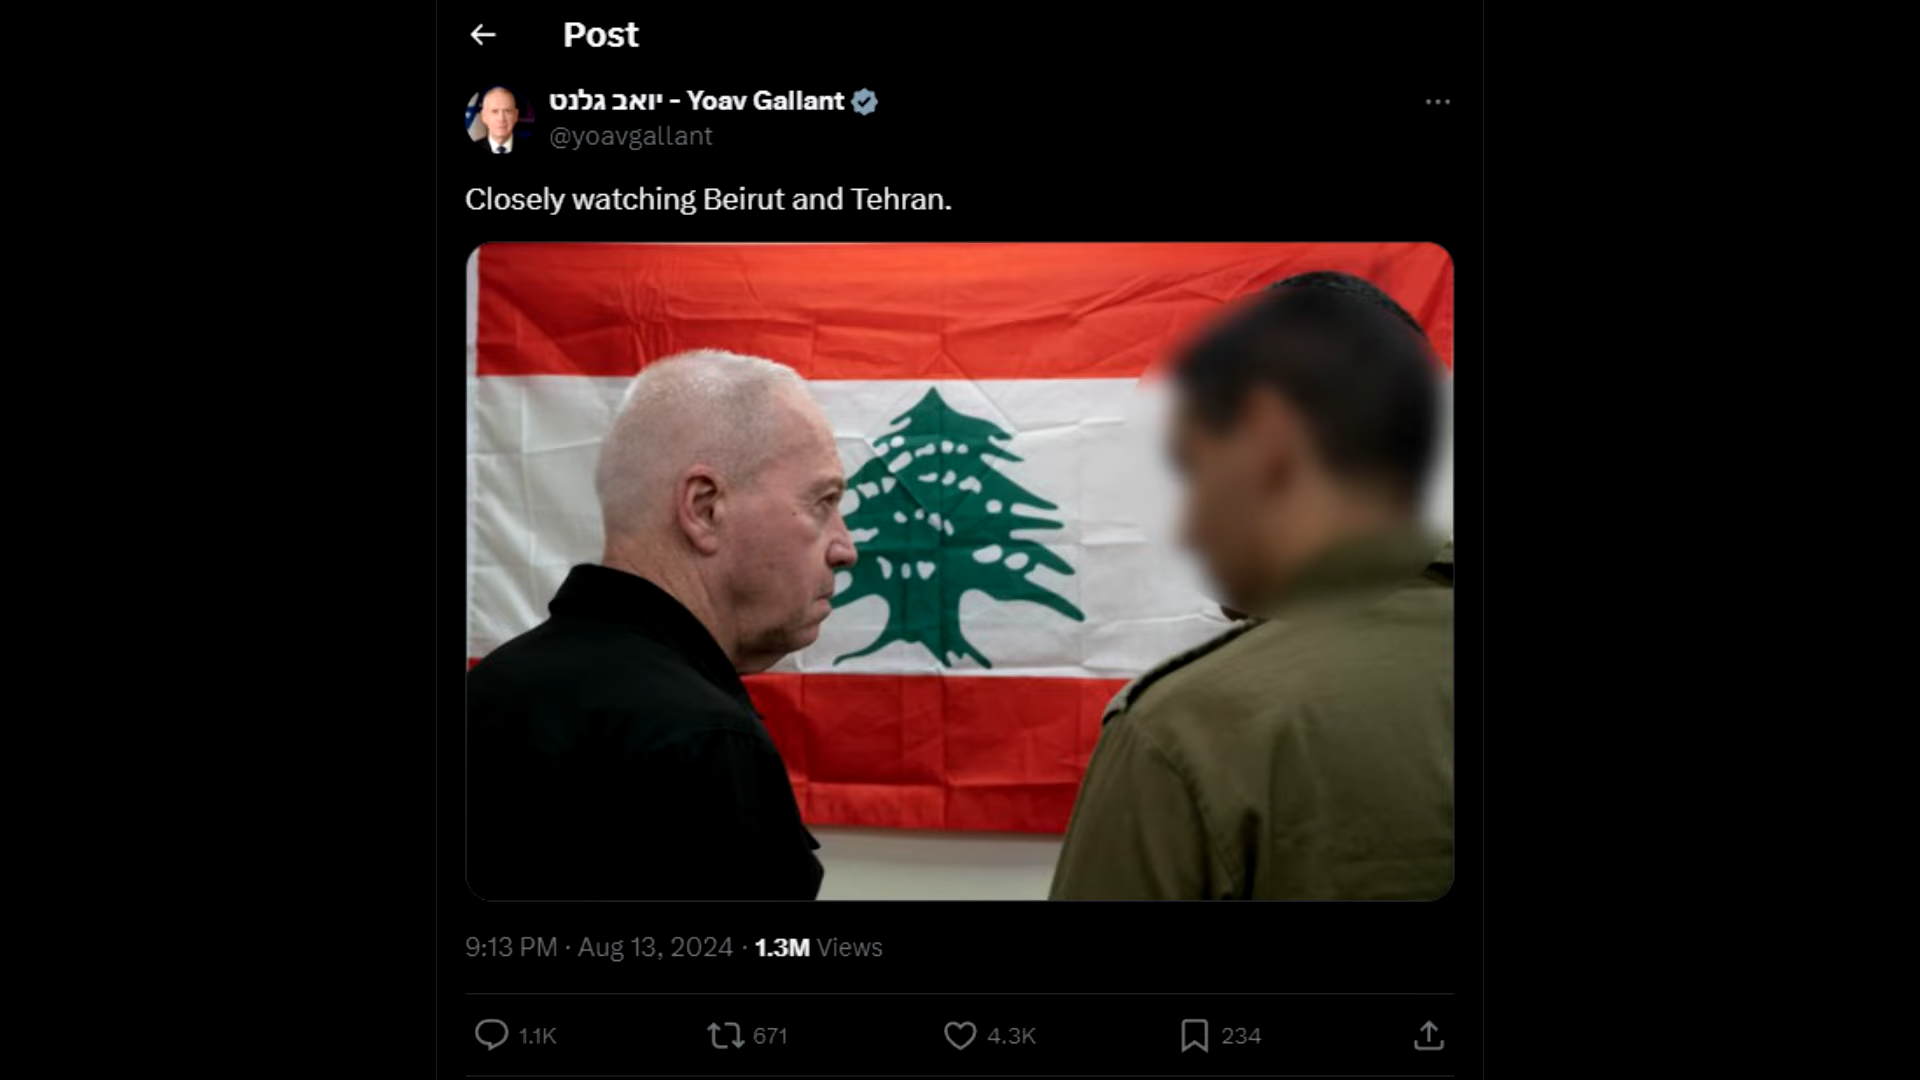 Post
יואב גלנט - Yoav Gallant
@yoavgallant
Closely watching Beirut and Tehran.
9:13 PM · Aug 13, 2024 · 1.3M Views
1.1K 671 4.3K 234